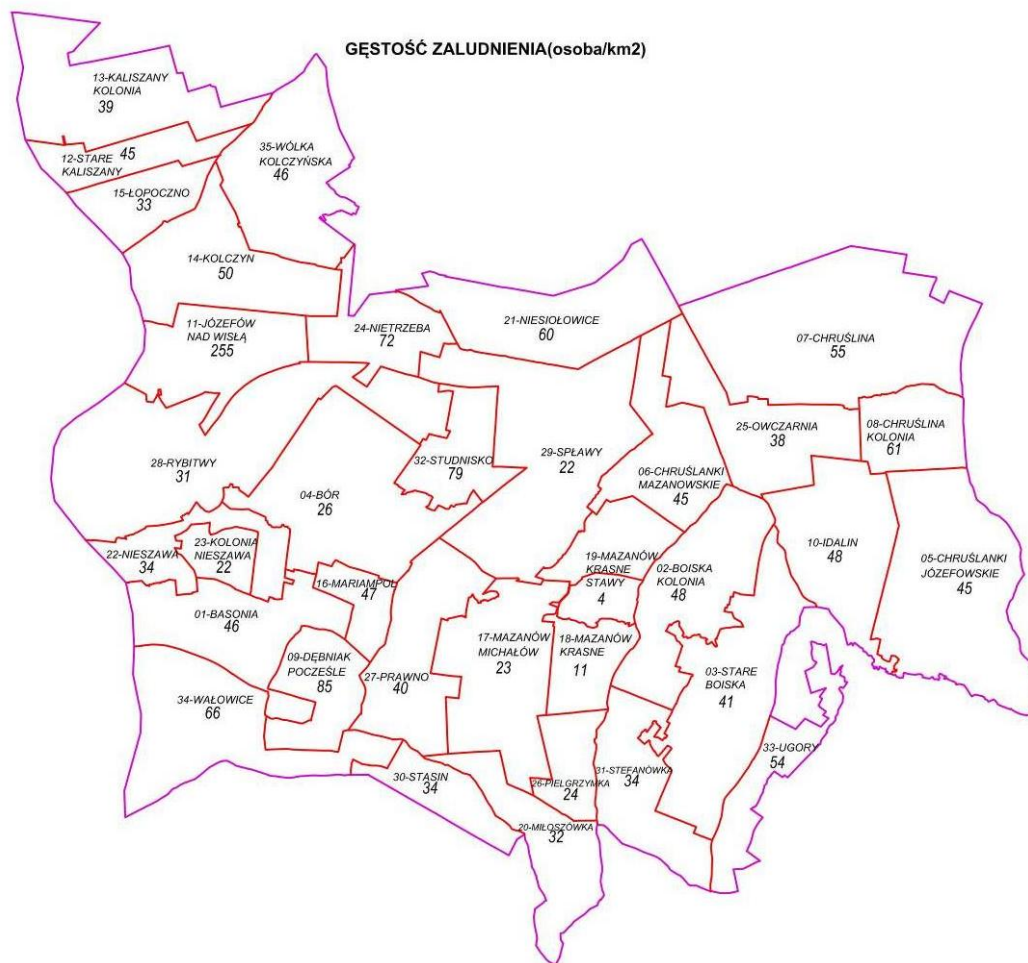 GĘSTOŚĆ ZALUDNIENIA(osoba/km2)
13-KALISZANY
KOLONIA
39
12-STARE
KALISZANY
45
35-WÓLKA
KOLCZYŃSKA
46
15-ŁOPOCZNO
33
14-KOLCZYN
50
11-JÓZEFÓW
NAD WISŁĄ
255
24-NIETRZEBA
72
21-NIESIOŁOWICE
60
07-CHRUŚLINA
55
25-OWCZARNIA
38
08-CHRUŚLINA
KOLONIA
61
28-RYBITWY
31
04-BÓR
26
32-STUDNISKO
79
29-SPŁAWY
22
06-CHRUŚLANKI
MAZANOWSKIE
45
22-NIESZAWA
34
23-KOLONIA
NIESZAWA
22
16-MARIAMPOL
47
19-MAZANÓW
KRASNE
STAWY
4
02-BOISKA
KOLONIA
48
10-IDALIN
48
05-CHRUŚLANKI
JÓZEFOWSKIE
45
01-BASONIA
46
09-DĘBNIAK
POCZEŚLE
85
27-PRAWNO
40
17-MAZANÓW
MICHAŁÓW
23
18-MAZANÓW
KRASNE
11
03-STARE
BOISKA
41
34-WAŁOWICE
66
33-UGORY
54
30-STASIN
34
26-PIELGRZYMKA
24
31-STEFANÓWKA
34
20-MIŁOSZÓWKA
32